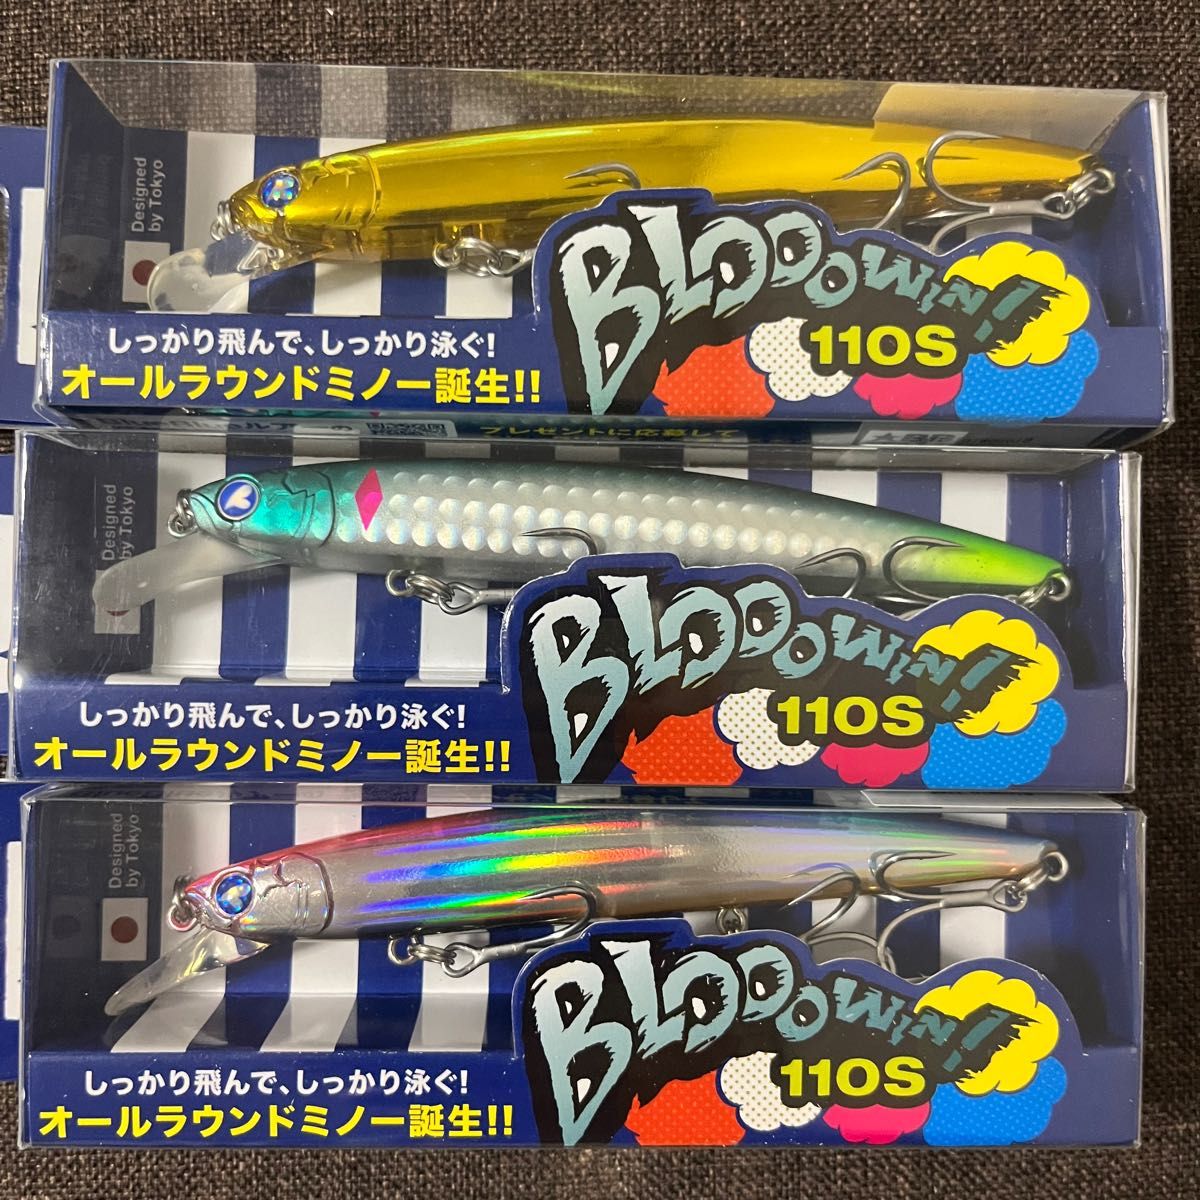 Designed
by Tokyo
BLOOOWIN!
110S
しっかり飛んで、しっかり泳ぐ!
オールラウンドミノー誕生!!
プレゼントに応募して
Designed
by Tokyo
BLOOOWIN!
110S
しっかり飛んで、しっかり泳ぐ!
オールラウンドミノー誕生!!
Designed
by Tokyo
BLOOOWIN!
110S
しっかり飛んで、しっかり泳ぐ!
オールラウンドミノー誕生!!